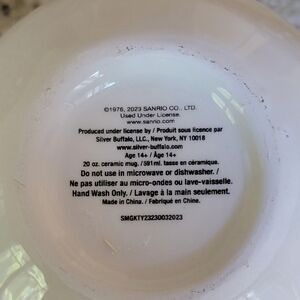 ©1976, 2023 SANRIO CO., LTD.
Used Under License.
www.sanrio.com
Produced under license by / Produit sous licence par
Silver Buffalo, LLC., New York, NY 10018
www.silver-buffalo.com
Age 14+ / Âge 14+
20 oz. ceramic mug. / 591 ml. tasse en céramique.
Do not use in microwave or dishwasher. /
Ne pas utiliser au micro-ondes ou lave-vaisselle.
Hand Wash Only. / Lavage à la main seulement.
Made in China. / Fabriqué en Chine.
SMGKTY23230032023